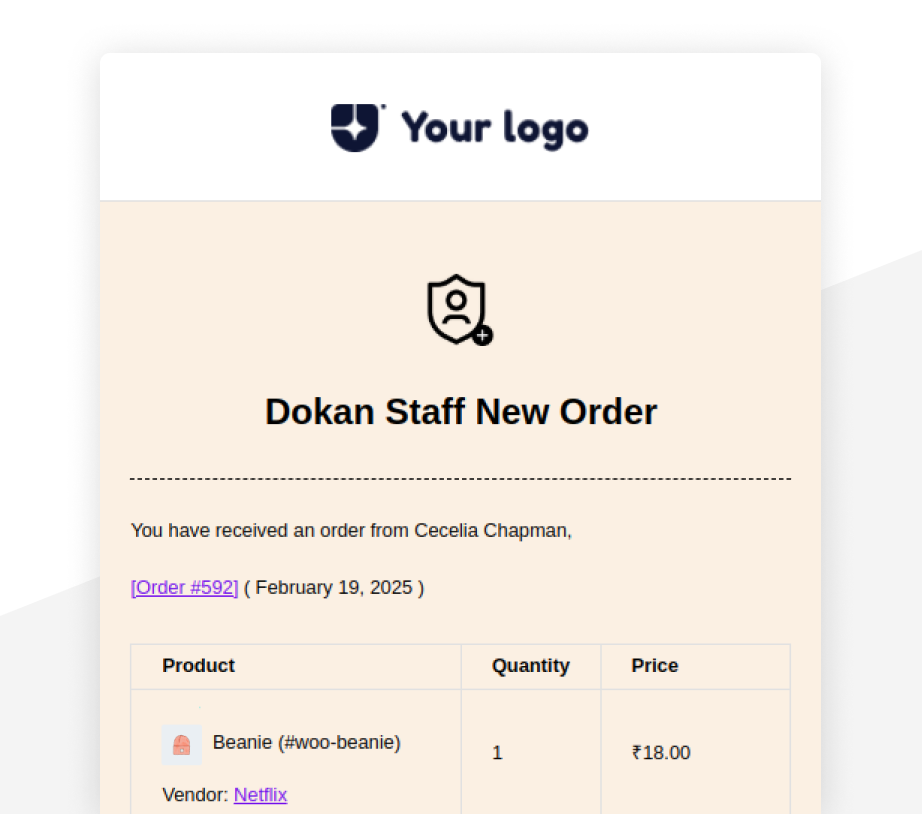 Your logo
Dokan Staff New Order
You have received an order from Cecelia Chapman,
[Order #592] ( February 19, 2025 )
Product Quantity Price
Beanie (#woo-beanie) 1 ₹18.00
Vendor: Netflix